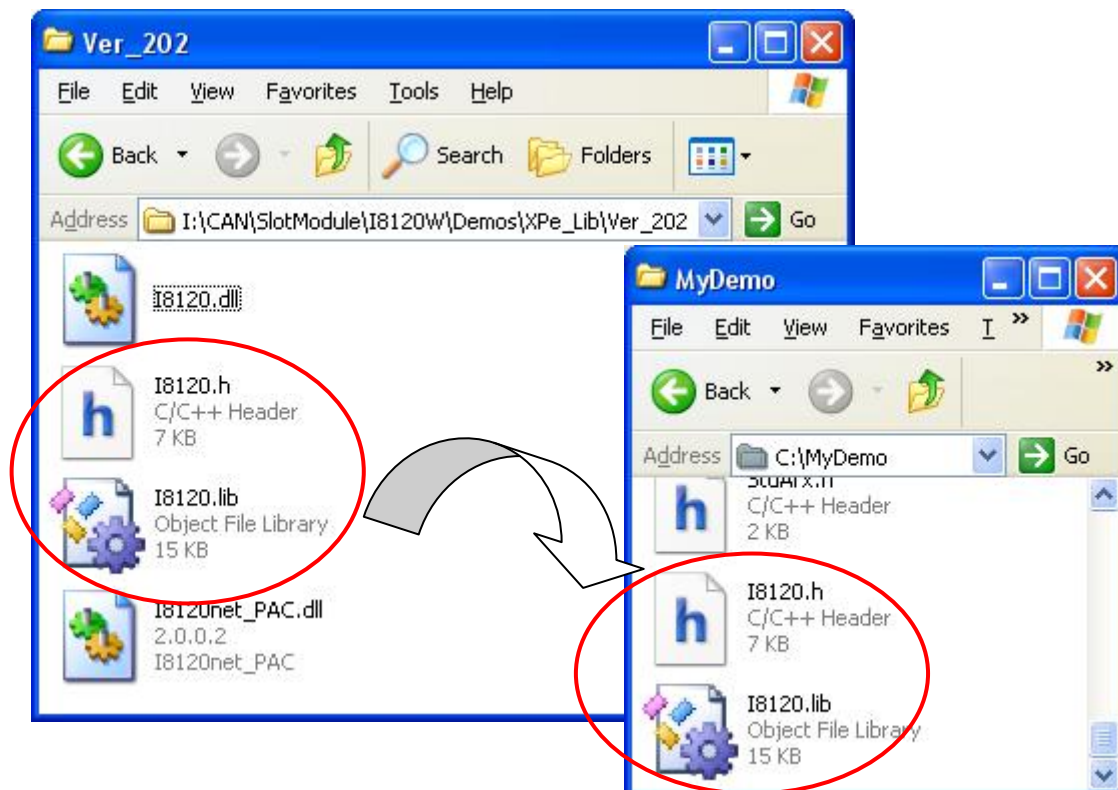 Ver_202
File Edit View Favorites Tools Help
Back Search Folders
Address I:\CAN\SlotModule\I8120W\Demos\XPe_Lib\Ver_202 Go
I8120.dll
I8120.h
C/C++ Header
7 KB
I8120.lib
Object File Library
15 KB
I8120net_PAC.dll
2.0.0.2
I8120net_PAC
MyDemo
File Edit View Favorites T »
Back »
Address C:\MyDemo Go
C/C++ Header
2 KB
I8120.h
C/C++ Header
7 KB
I8120.lib
Object File Library
15 KB